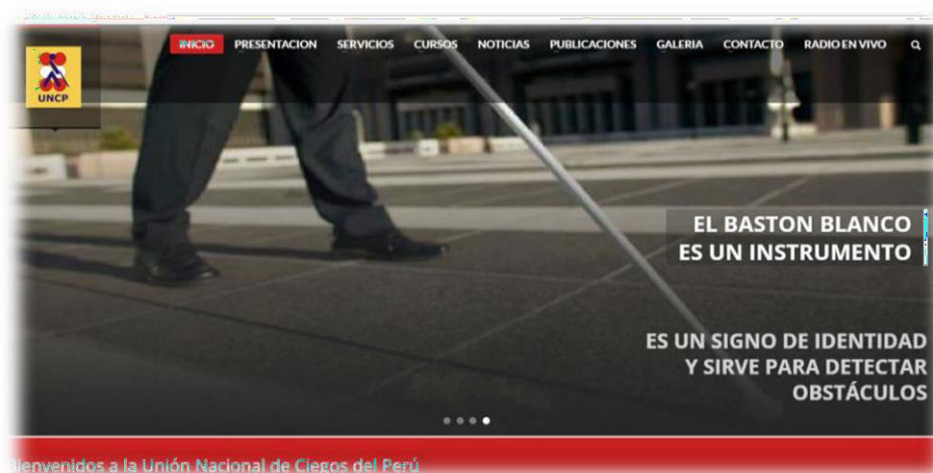 INICIO PRESENTACION SERVICIOS CURSOS NOTICIAS PUBLICACIONES GALERIA CONTACTO RADIO EN VIVO
UNCP
EL BASTON BLANCO
ES UN INSTRUMENTO
ES UN SIGNO DE IDENTIDAD
Y SIRVE PARA DETECTAR
OBSTÁCULOS
Bienvenidos a la Unión Nacional de Ciegos del Perú